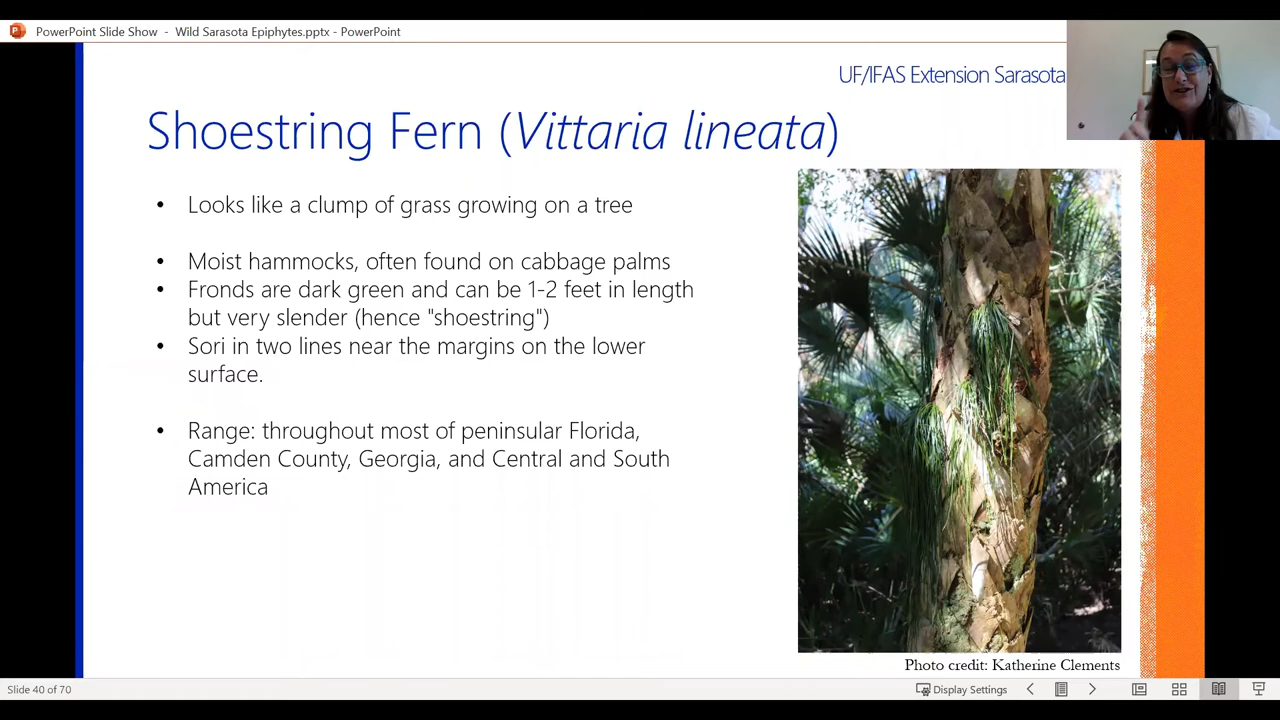 PowerPoint Slide Show - Wild Sarasota Epiphytes.pptx - PowerPoint
UF/IFAS Extension Sarasota
Shoestring Fern (Vittaria lineata)
• Looks like a clump of grass growing on a tree
• Moist hammocks, often found on cabbage palms
• Fronds are dark green and can be 1-2 feet in length
but very slender (hence "shoestring")
• Sori in two lines near the margins on the lower
surface.
• Range: throughout most of peninsular Florida,
Camden County, Georgia, and Central and South
America
Photo credit: Katherine Clements
Slide 40 of 70
Display Settings